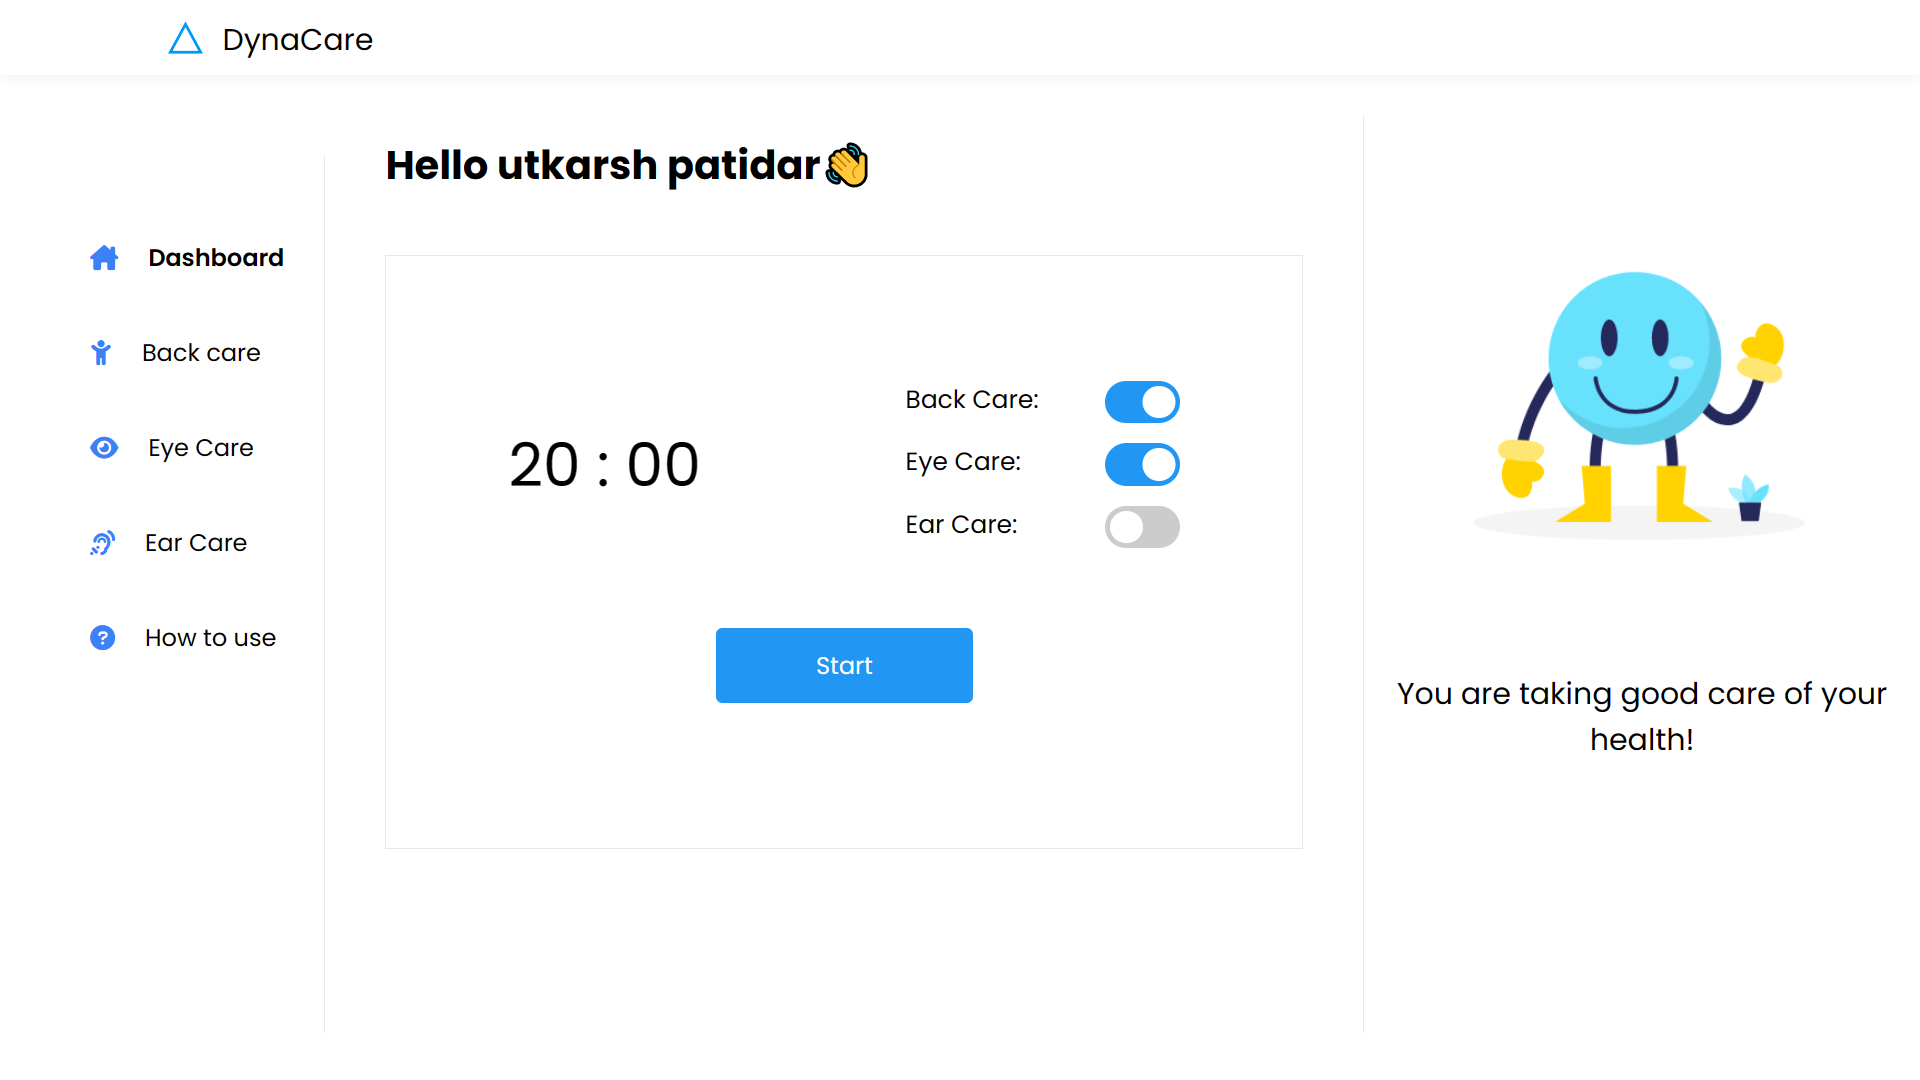 DynaCare
Hello utkarsh patidar👋
Dashboard
Back care
Eye Care
Ear Care
How to use
20 : 00
Back Care:
Eye Care:
Ear Care:
Start
You are taking good care of your
health!